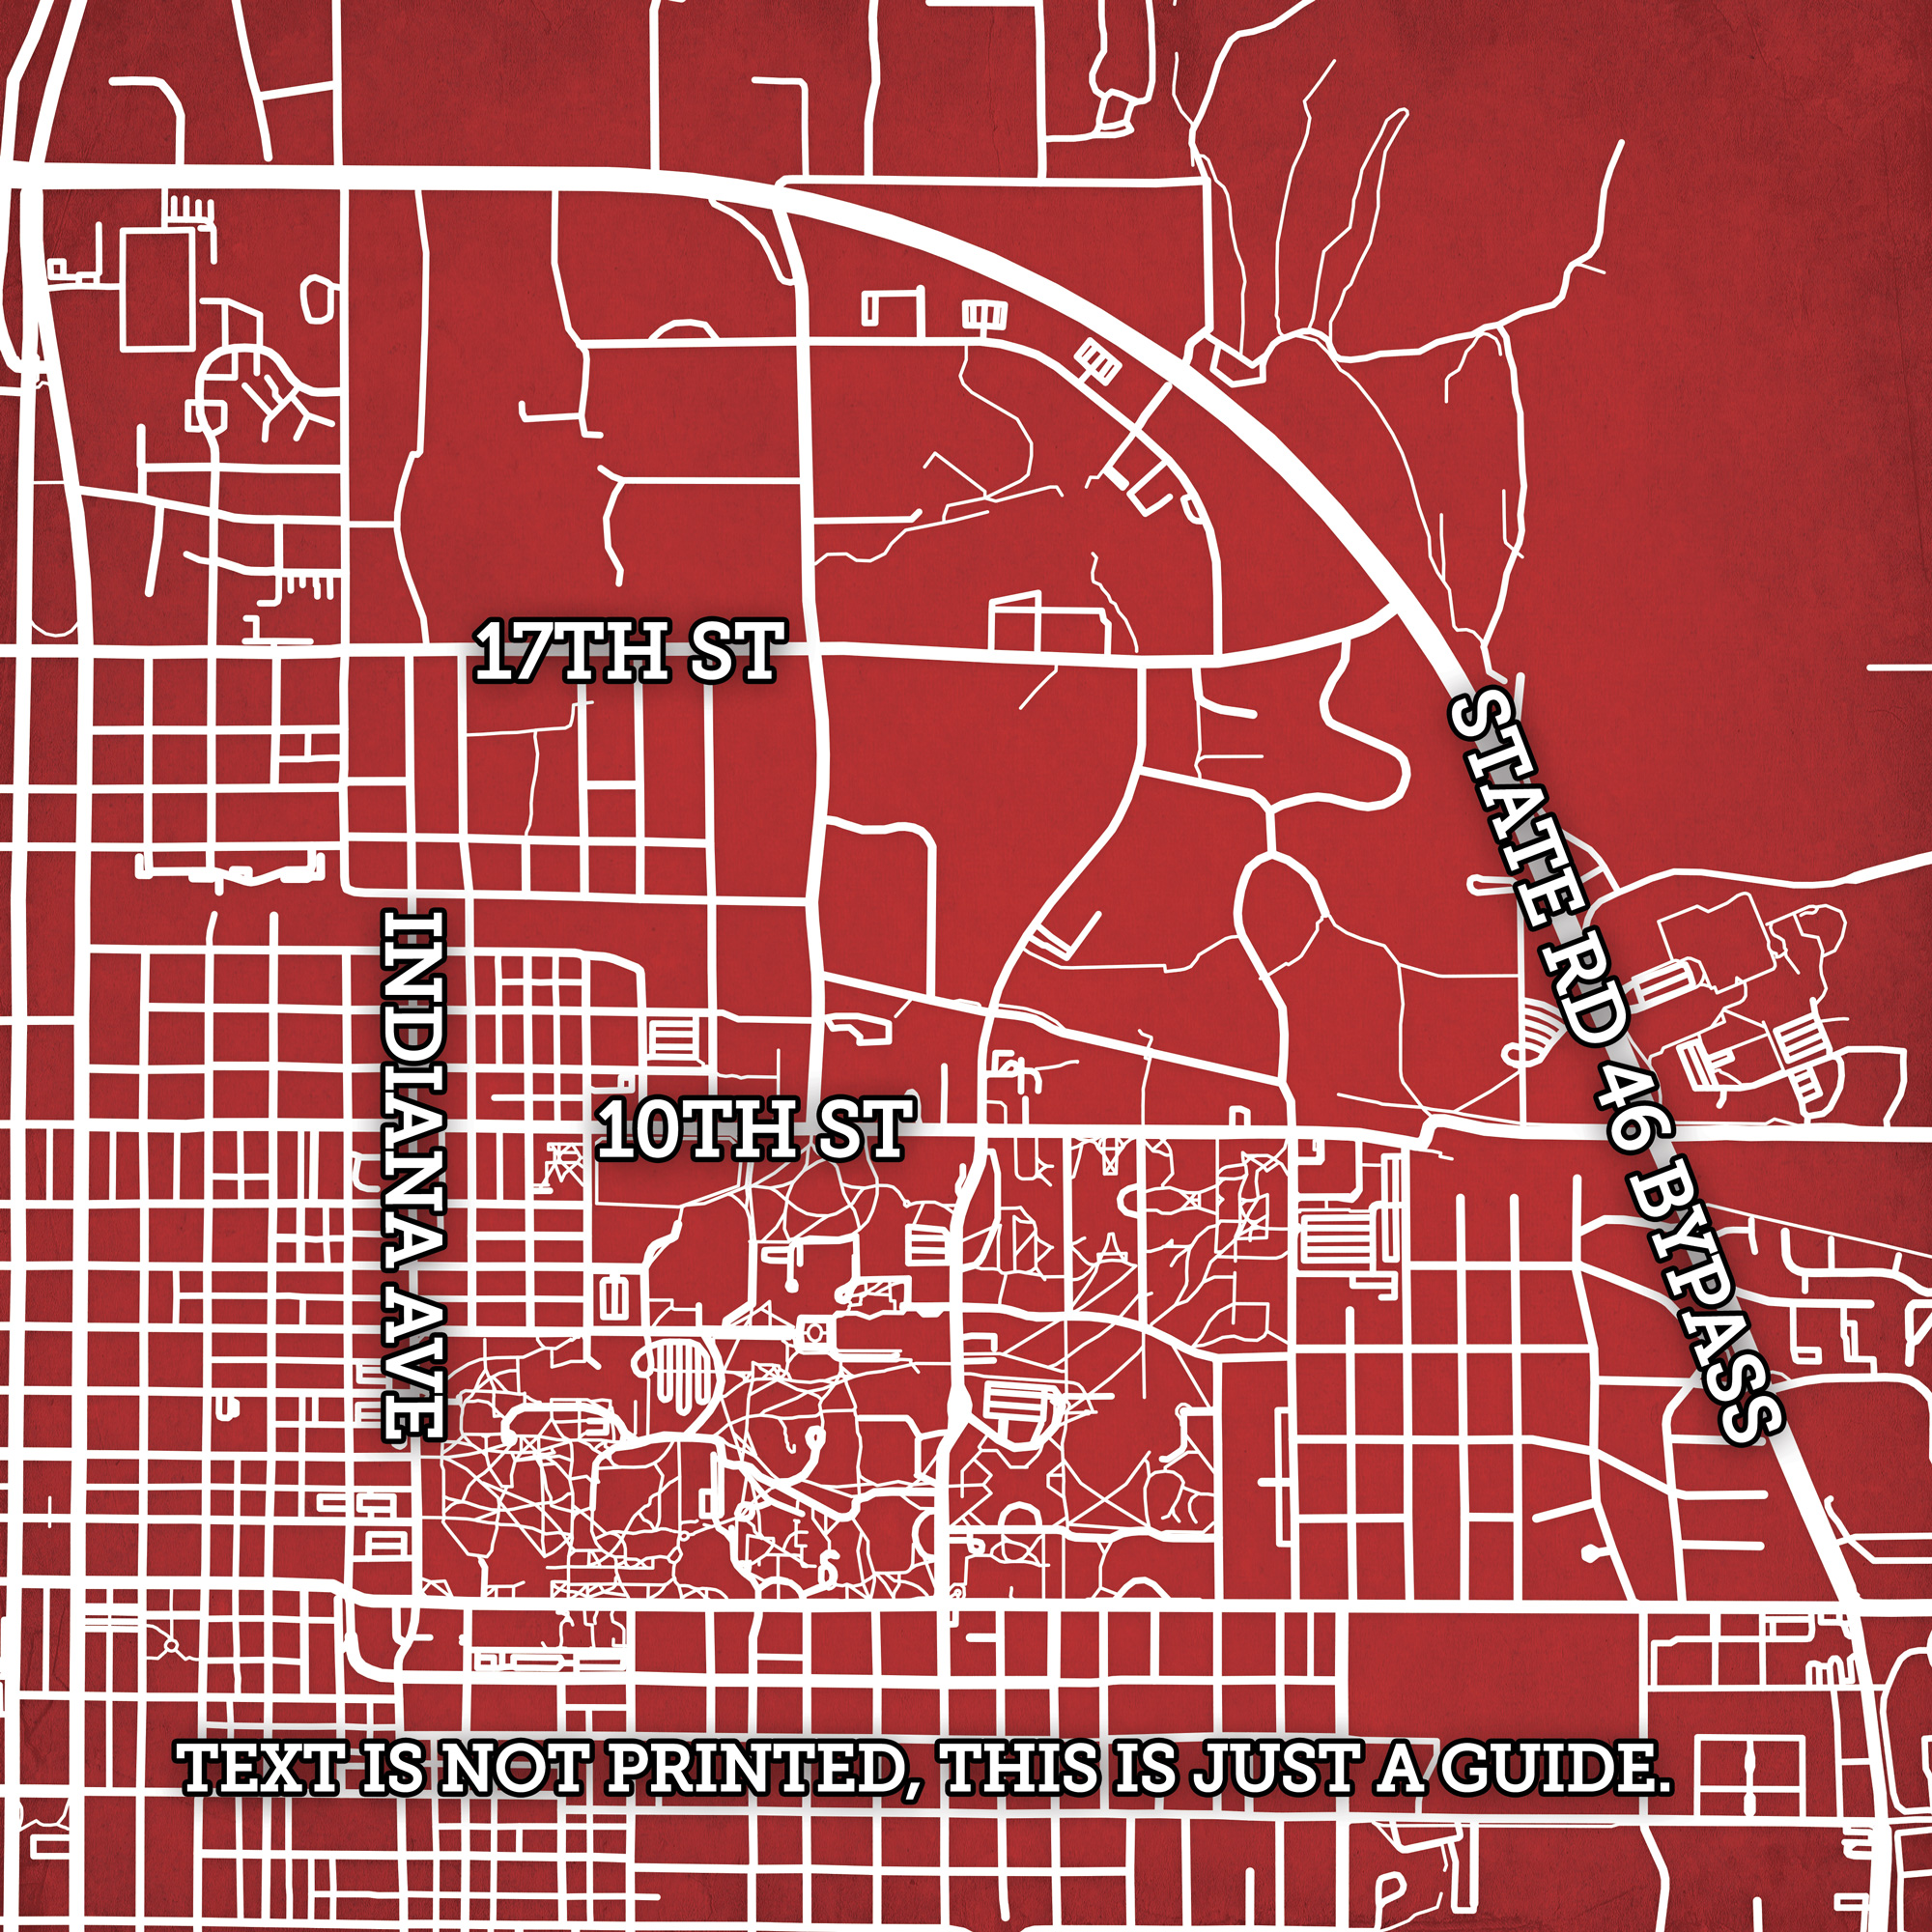 17TH ST
STATE RD 46 BYPASS
INDIANA AVE
10TH ST
TEXT IS NOT PRINTED, THIS IS JUST A GUIDE.